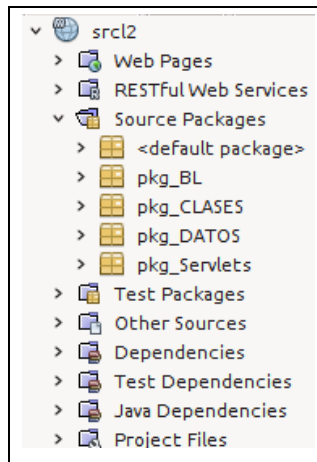 srcl2
Web Pages
RESTful Web Services
Source Packages
<default package>
pkg_BL
pkg_CLASES
pkg_DATOS
pkg_Servlets
Test Packages
Other Sources
Dependencies
Test Dependencies
Java Dependencies
Project Files